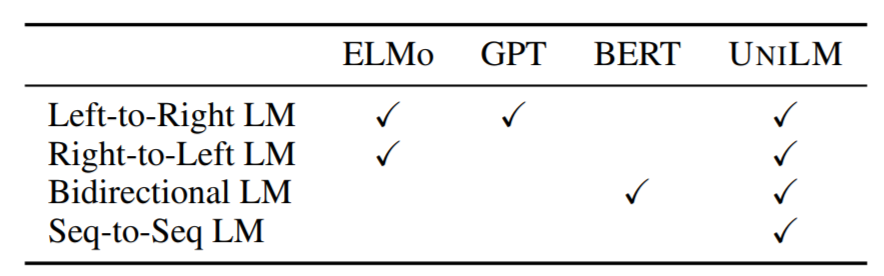 ELMo GPT BERT UNILM
Left-to-Right LM ✓ ✓ ✓
Right-to-Left LM ✓ ✓
Bidirectional LM ✓ ✓
Seq-to-Seq LM ✓